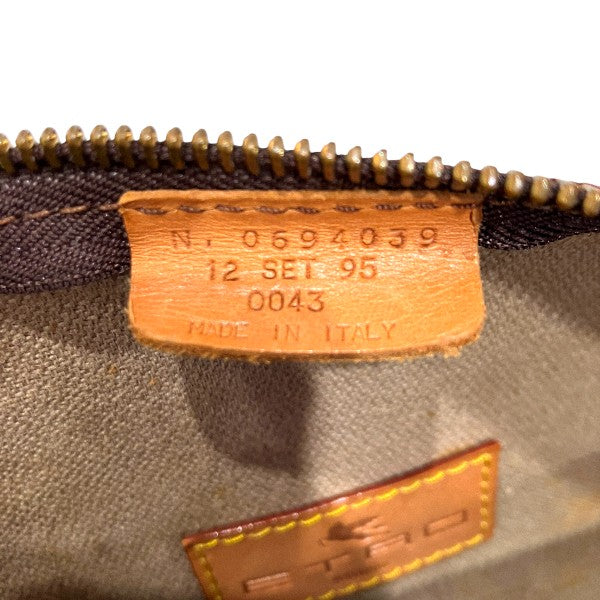 N. 0694039
12 SET 95
0043
MADE IN ITALY
ETRO